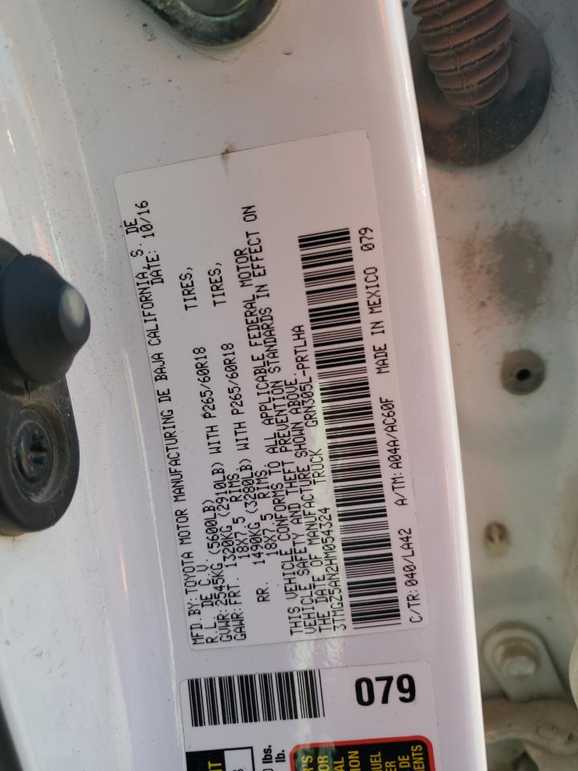 MFD.BY:TOYOTA MOTOR MANUFACTURING DE BAJA CALIFORNIA, S. DE
R.L. DE C.V. DATE: 10/16
GVWR:2545KG (5600LB)
GAWR:FRT. 1320KG (2910LB) WITH P265/60R18 TIRES,
18X7.5 RIMS,
RR. 1490KG (3280LB) WITH P265/60R18 TIRES,
18X7.5 RIMS.
THIS VEHICLE CONFORMS TO ALL APPLICABLE FEDERAL MOTOR
VEHICLE SAFETY AND THEFT PREVENTION STANDARDS IN EFFECT ON
THE DATE OF MANUFACTURE SHOWN ABOVE.
3TMGZ5AN2HM054324 TRUCK GRN305L-PRTLHA
C/TR: 040/LA42 A/TM: A04A/AC60F MADE IN MEXICO 079
079
lbs.
lb.